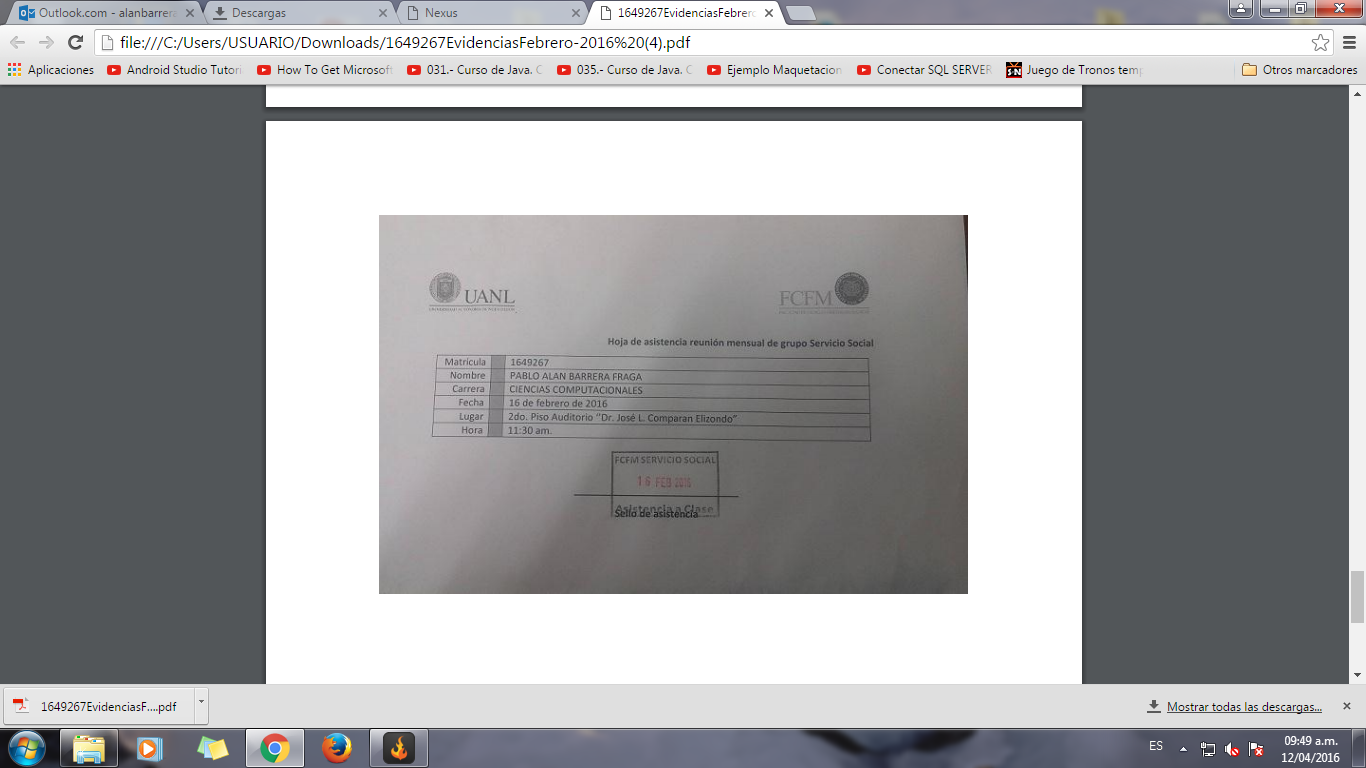 Outlook.com - alanbarrera
Descargas
Nexus
1649267EvidenciasFebrero
file:///C:/Users/USUARIO/Downloads/1649267EvidenciasFebrero-2016%20(4).pdf
Aplicaciones
Android Studio Tutori
How To Get Microsof
031.- Curso de Java. C
035.- Curso de Java. C
Ejemplo Maquetacion
Conectar SQL SERVER
Juego de Tronos temp
Otros marcadores
UANL
FCFM
Hoja de asistencia reunión mensual de grupo Servicio Social
Matricula 1649267
Nombre PABLO ALAN BARRERA FRAGA
Carrera CIENCIAS COMPUTACIONALES
Fecha 16 de febrero de 2016
Lugar 2do. Piso Auditorio "Dr. José L. Comparan Elizondo"
Hora 11:30 am.
FCFM SERVICIO SOCIAL
16 FEB 2016
Asistencia a Clase
Sello de asistencia
1649267EvidenciasF....pdf
Mostrar todas las descargas...
ES
09:49 a.m.
12/04/2016